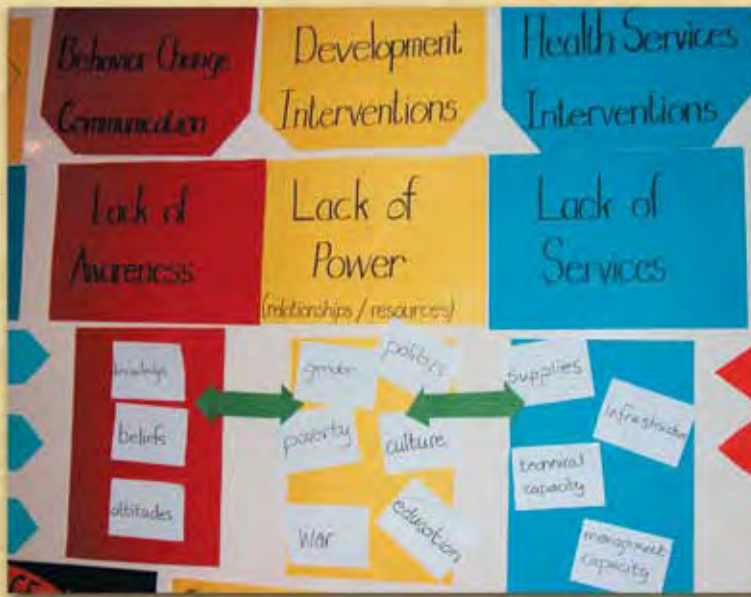 Behavior Change
Communication
Development
Interventions
Health Services
Interventions
Lack of
Awareness
Lack of
Power
(relationships / resources)
Lack of
Services
knowledge
beliefs
attitudes
gender
politics
poverty
culture
war
education
supplies
infrastructure
technical
capacity
management
capacity